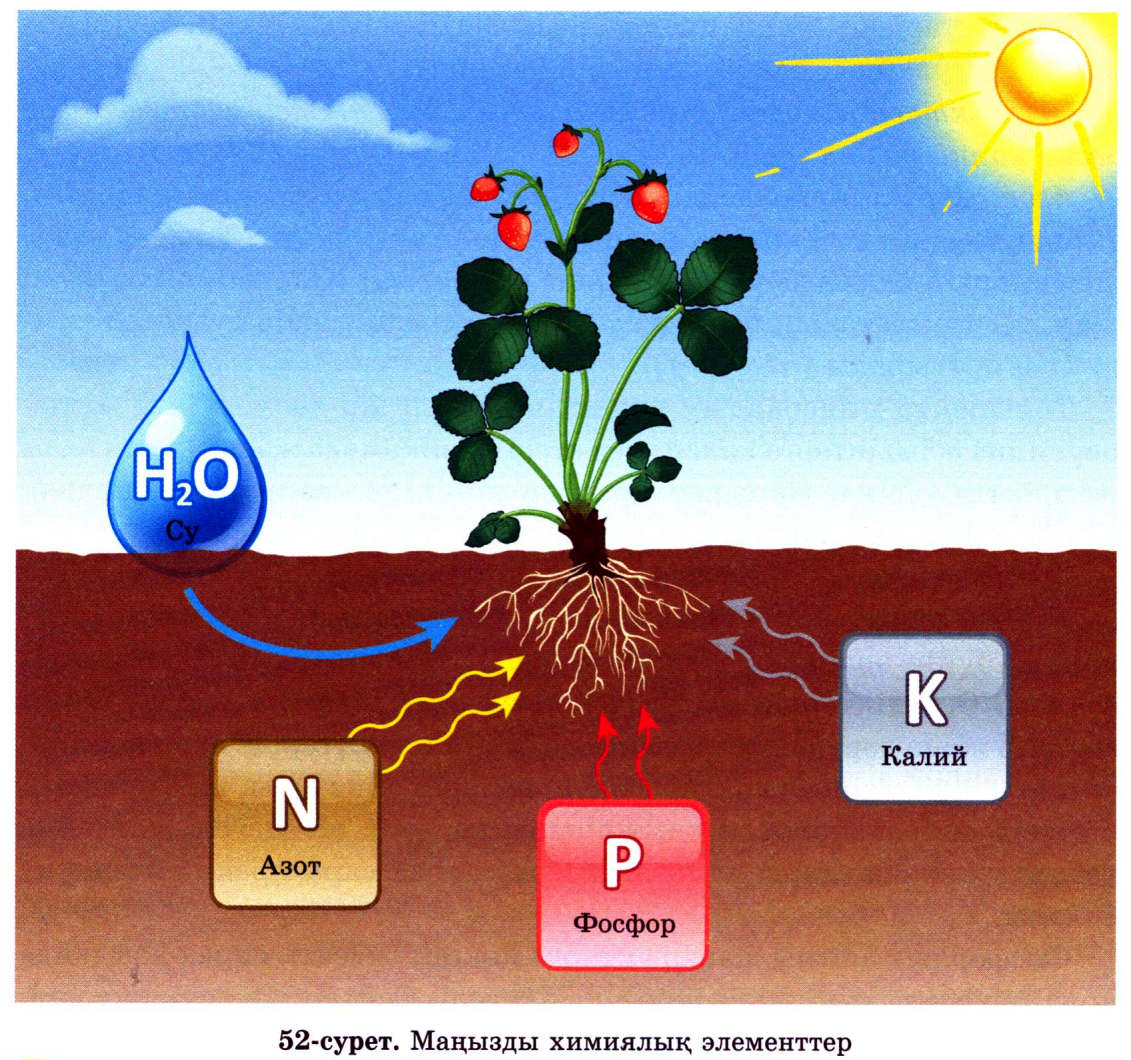 H₂O
Су
N
Азот
P
Фосфор
K
Калий
52-сурет. Маңызды химиялық элементтер